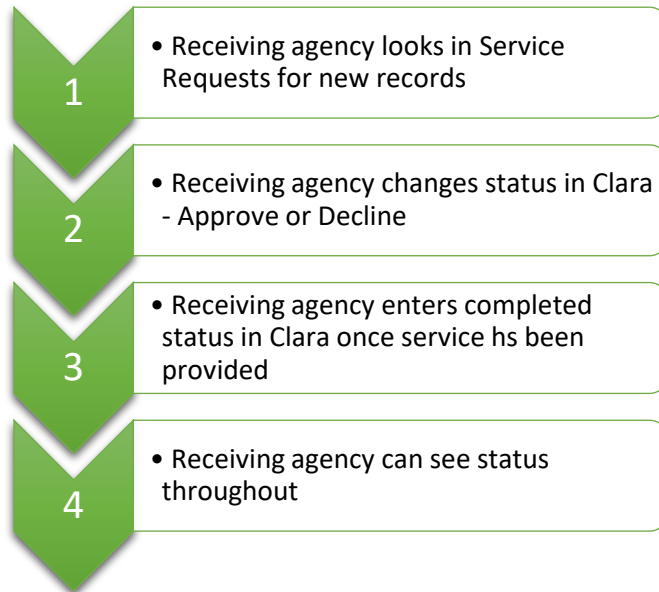 1
• Receiving agency looks in Service
Requests for new records
2
• Receiving agency changes status in Clara
- Approve or Decline
3
• Receiving agency enters completed
status in Clara once service hs been
provided
4
• Receiving agency can see status
throughout